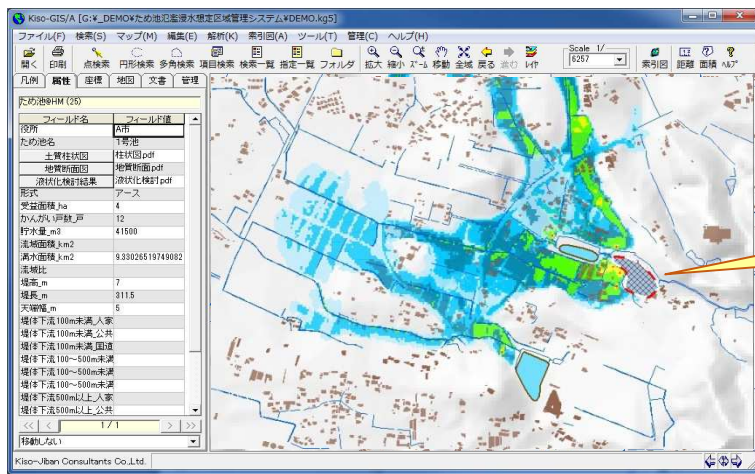 Kiso-GIS/A [G:¥_DEMO¥ため池氾濫浸水想定区域管理システム¥DEMO.kg5]
ファイル(F) 検索(S) マップ(M) 編集(E) 解析(K) 索引図(A) ツール(T) 管理(C) ヘルプ(H)
開く 印刷 点検索 円形検索 多角検索 項目検索 検索一覧 指定一覧 フォルダ 拡大 縮小 ズーム 移動 全域 戻る 進む レイヤ Scale 1/ 6257 索引図 距離 面積 ヘルプ
凡例 属性 座標 地図 文書 管理
ため池@HM (25)
フィールド名 フィールド値
役所 A市
ため池名 1号池
土質柱状図 柱状図.pdf
地質断面図 地質断面.pdf
液状化検討結果 液状化検討.pdf
形式 アース
受益面積_ha 4
かんがい戸数_戸 12
貯水量_m3 41500
流域面積_km2
満水面積_km2 9.33026519749082
流域比
堤高_m 7
堤長_m 311.5
天端幅_m 5
堤体下流100m未満_人家
堤体下流100m未満_公共
堤体下流100m未満_国道
堤体下流100～500m未満
堤体下流100～500m未満
堤体下流100～500m未満
堤体下流500m以上_人家
堤体下流500m以上_公共
<< < 1/1 > >>
移動しない
Kiso-Jiban Consultants Co.,Ltd.